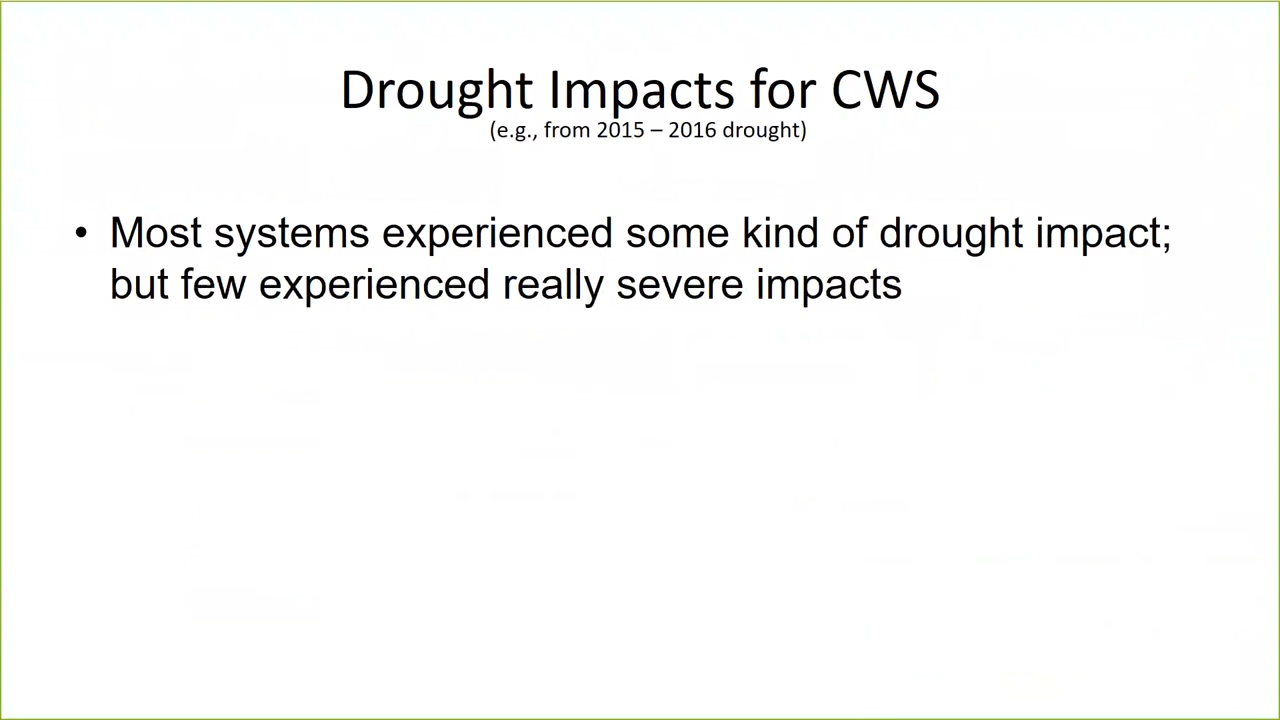 Drought Impacts for CWS
(e.g., from 2015 – 2016 drought)
• Most systems experienced some kind of drought impact;
but few experienced really severe impacts